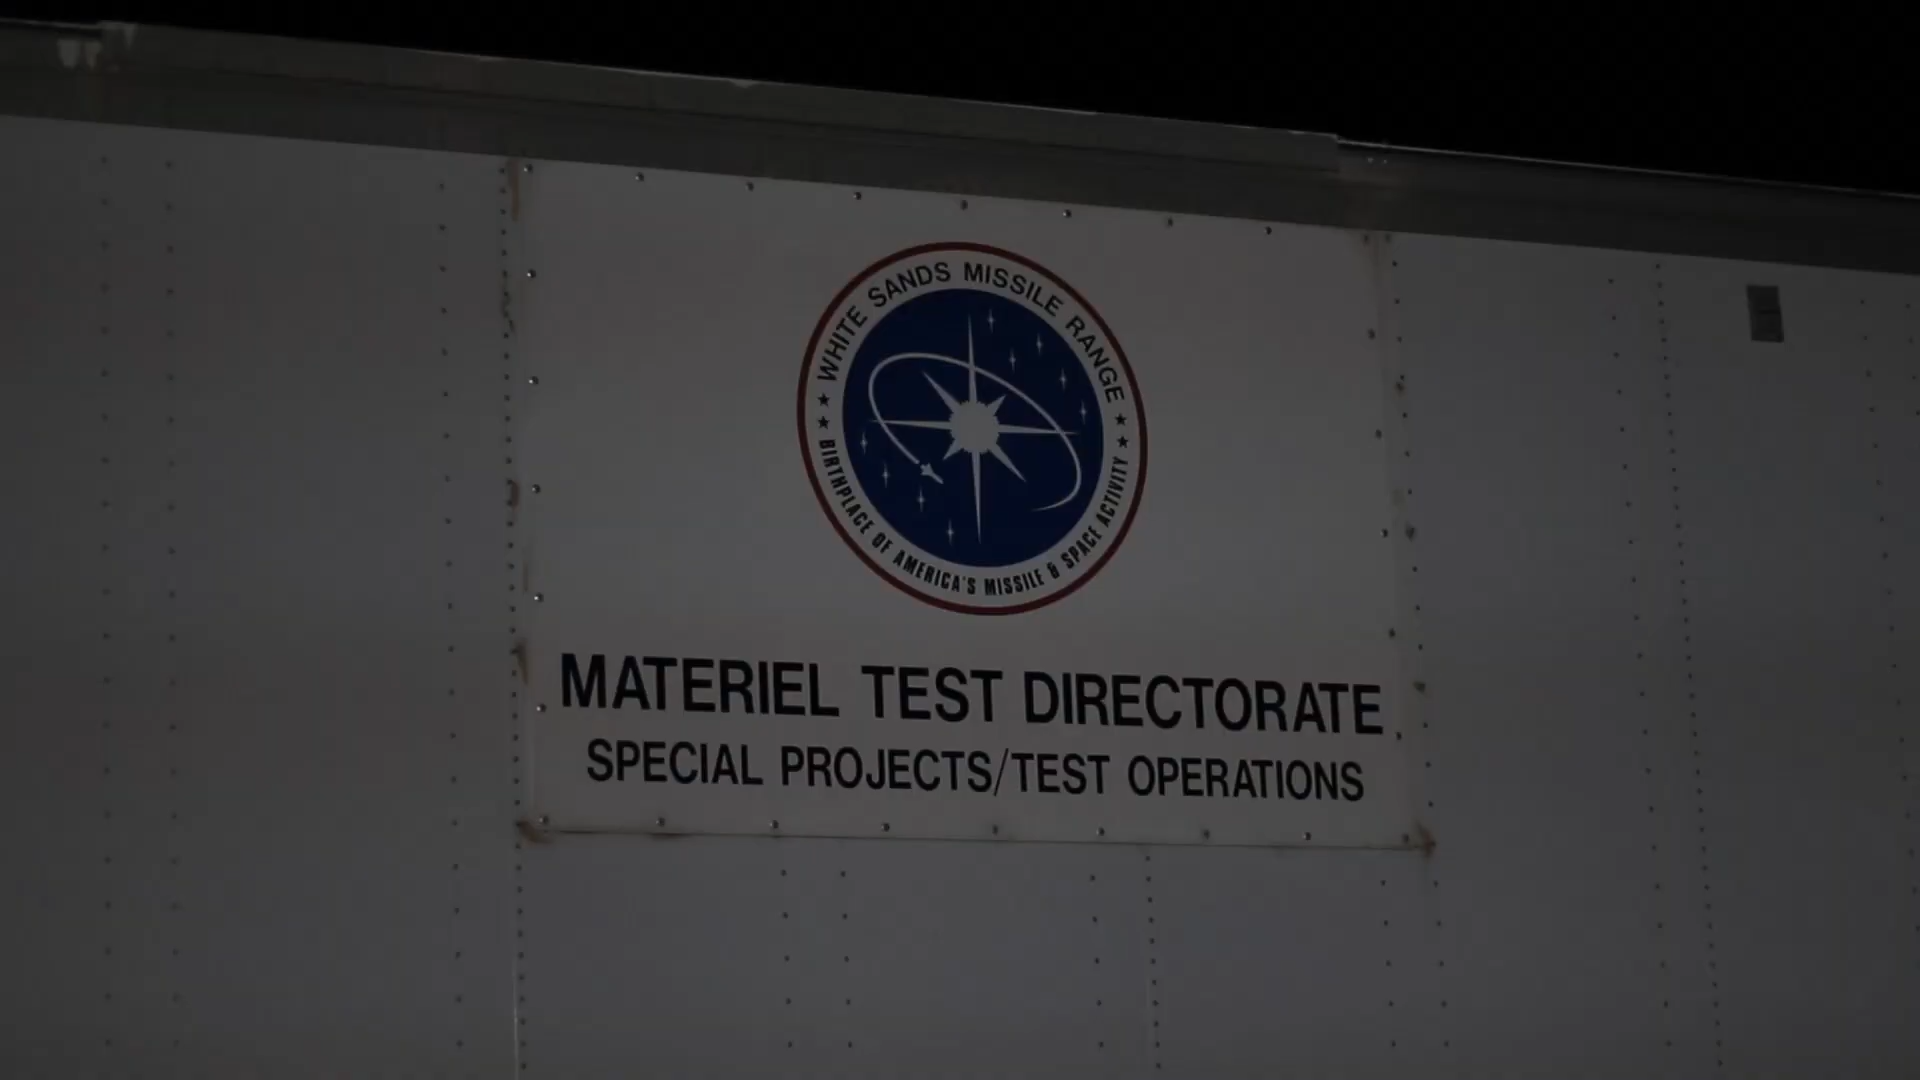 WHITE SANDS MISSILE RANGE
BIRTHPLACE OF AMERICA'S MISSILE & SPACE ACTIVITY
MATERIEL TEST DIRECTORATE
SPECIAL PROJECTS/TEST OPERATIONS